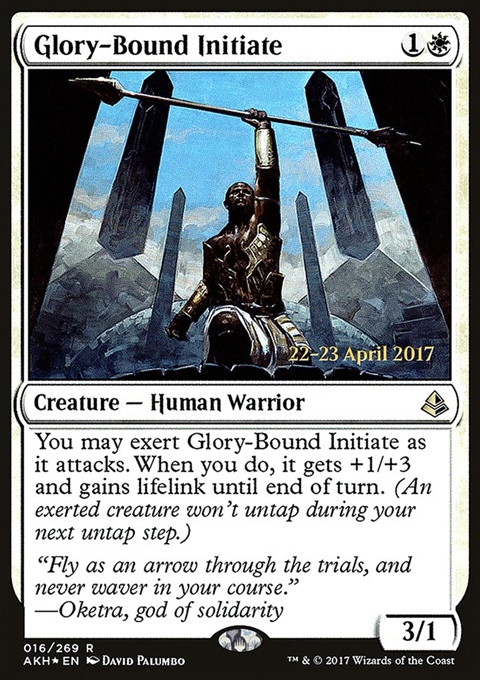 Glory-Bound Initiate 1
22–23 April 2017
Creature — Human Warrior
You may exert Glory-Bound Initiate as
it attacks. When you do, it gets +1/+3
and gains lifelink until end of turn. (An
exerted creature won't untap during your
next untap step.)
"Fly as an arrow through the trials, and
never waver in your course."
—Oketra, god of solidarity
3/1
016/269 R
AKH★EN David Palumbo
™ & © 2017 Wizards of the Coast